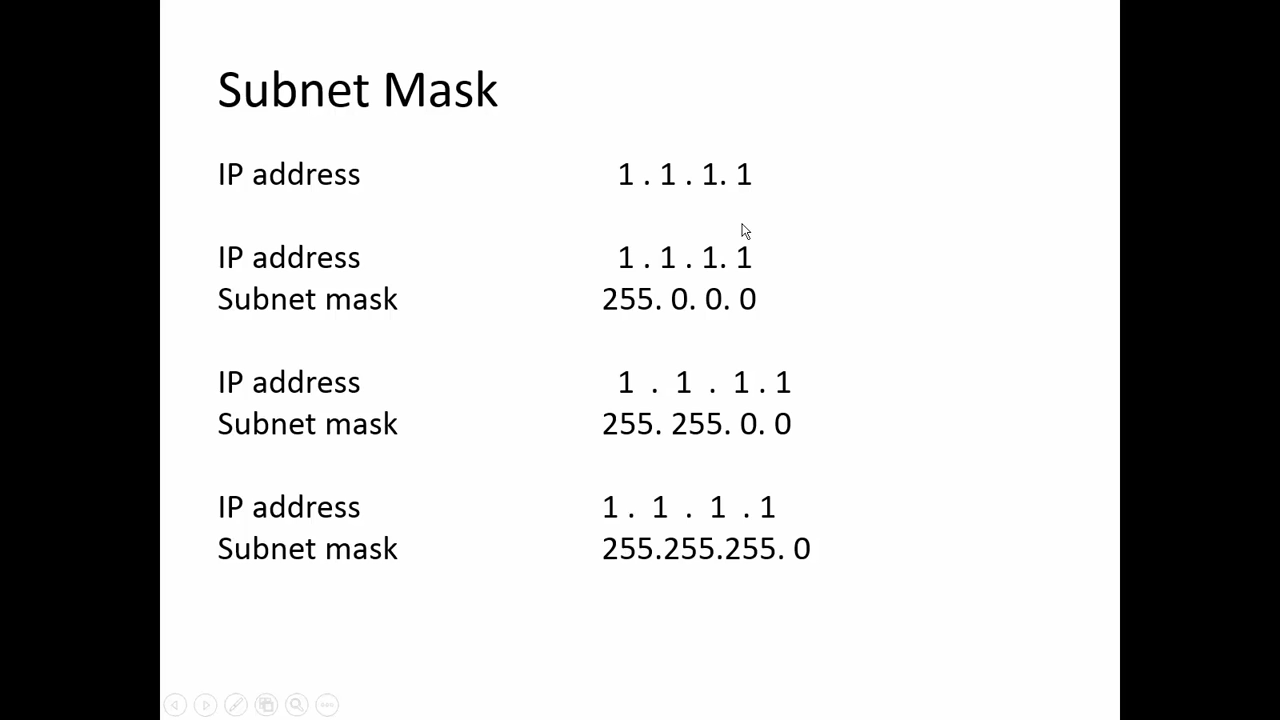 Subnet Mask
IP address 1 . 1 . 1. 1
IP address 1 . 1 . 1. 1
Subnet mask 255. 0. 0. 0
IP address 1 . 1 . 1 . 1
Subnet mask 255. 255. 0. 0
IP address 1 . 1 . 1 . 1
Subnet mask 255.255.255. 0